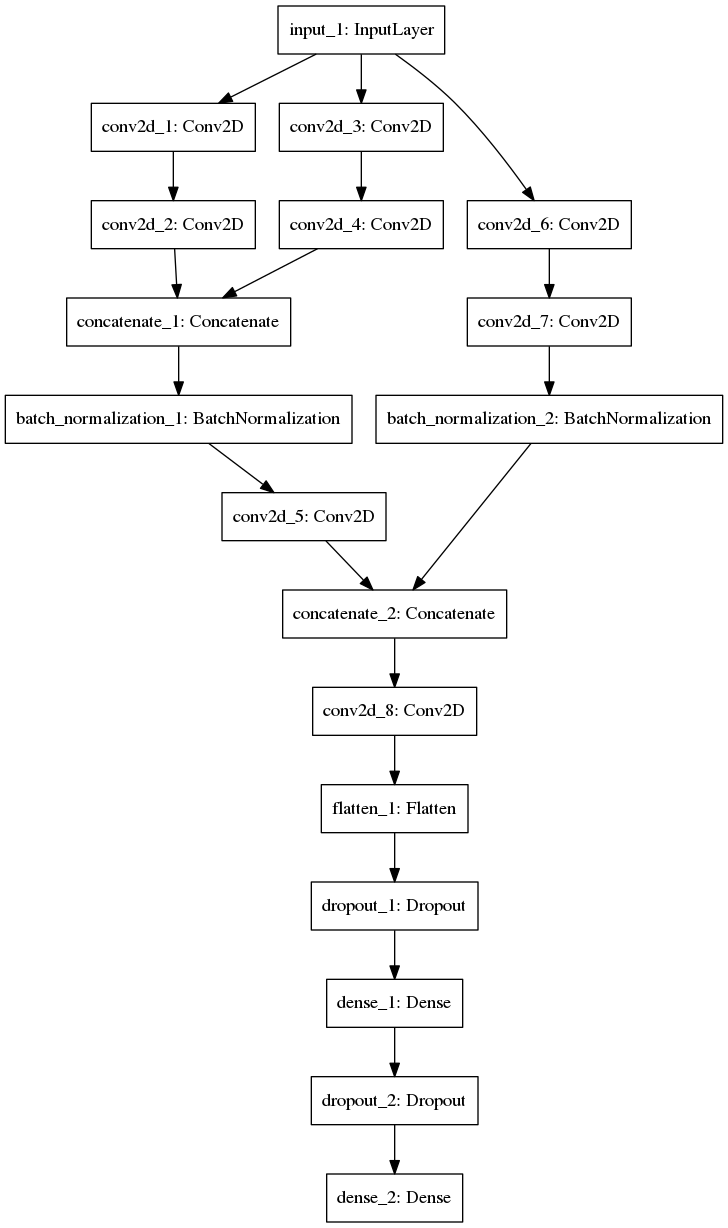 input_1: InputLayer
conv2d_1: Conv2D
conv2d_3: Conv2D
conv2d_2: Conv2D
conv2d_4: Conv2D
conv2d_6: Conv2D
concatenate_1: Concatenate
conv2d_7: Conv2D
batch_normalization_1: BatchNormalization
batch_normalization_2: BatchNormalization
conv2d_5: Conv2D
concatenate_2: Concatenate
conv2d_8: Conv2D
flatten_1: Flatten
dropout_1: Dropout
dense_1: Dense
dropout_2: Dropout
dense_2: Dense